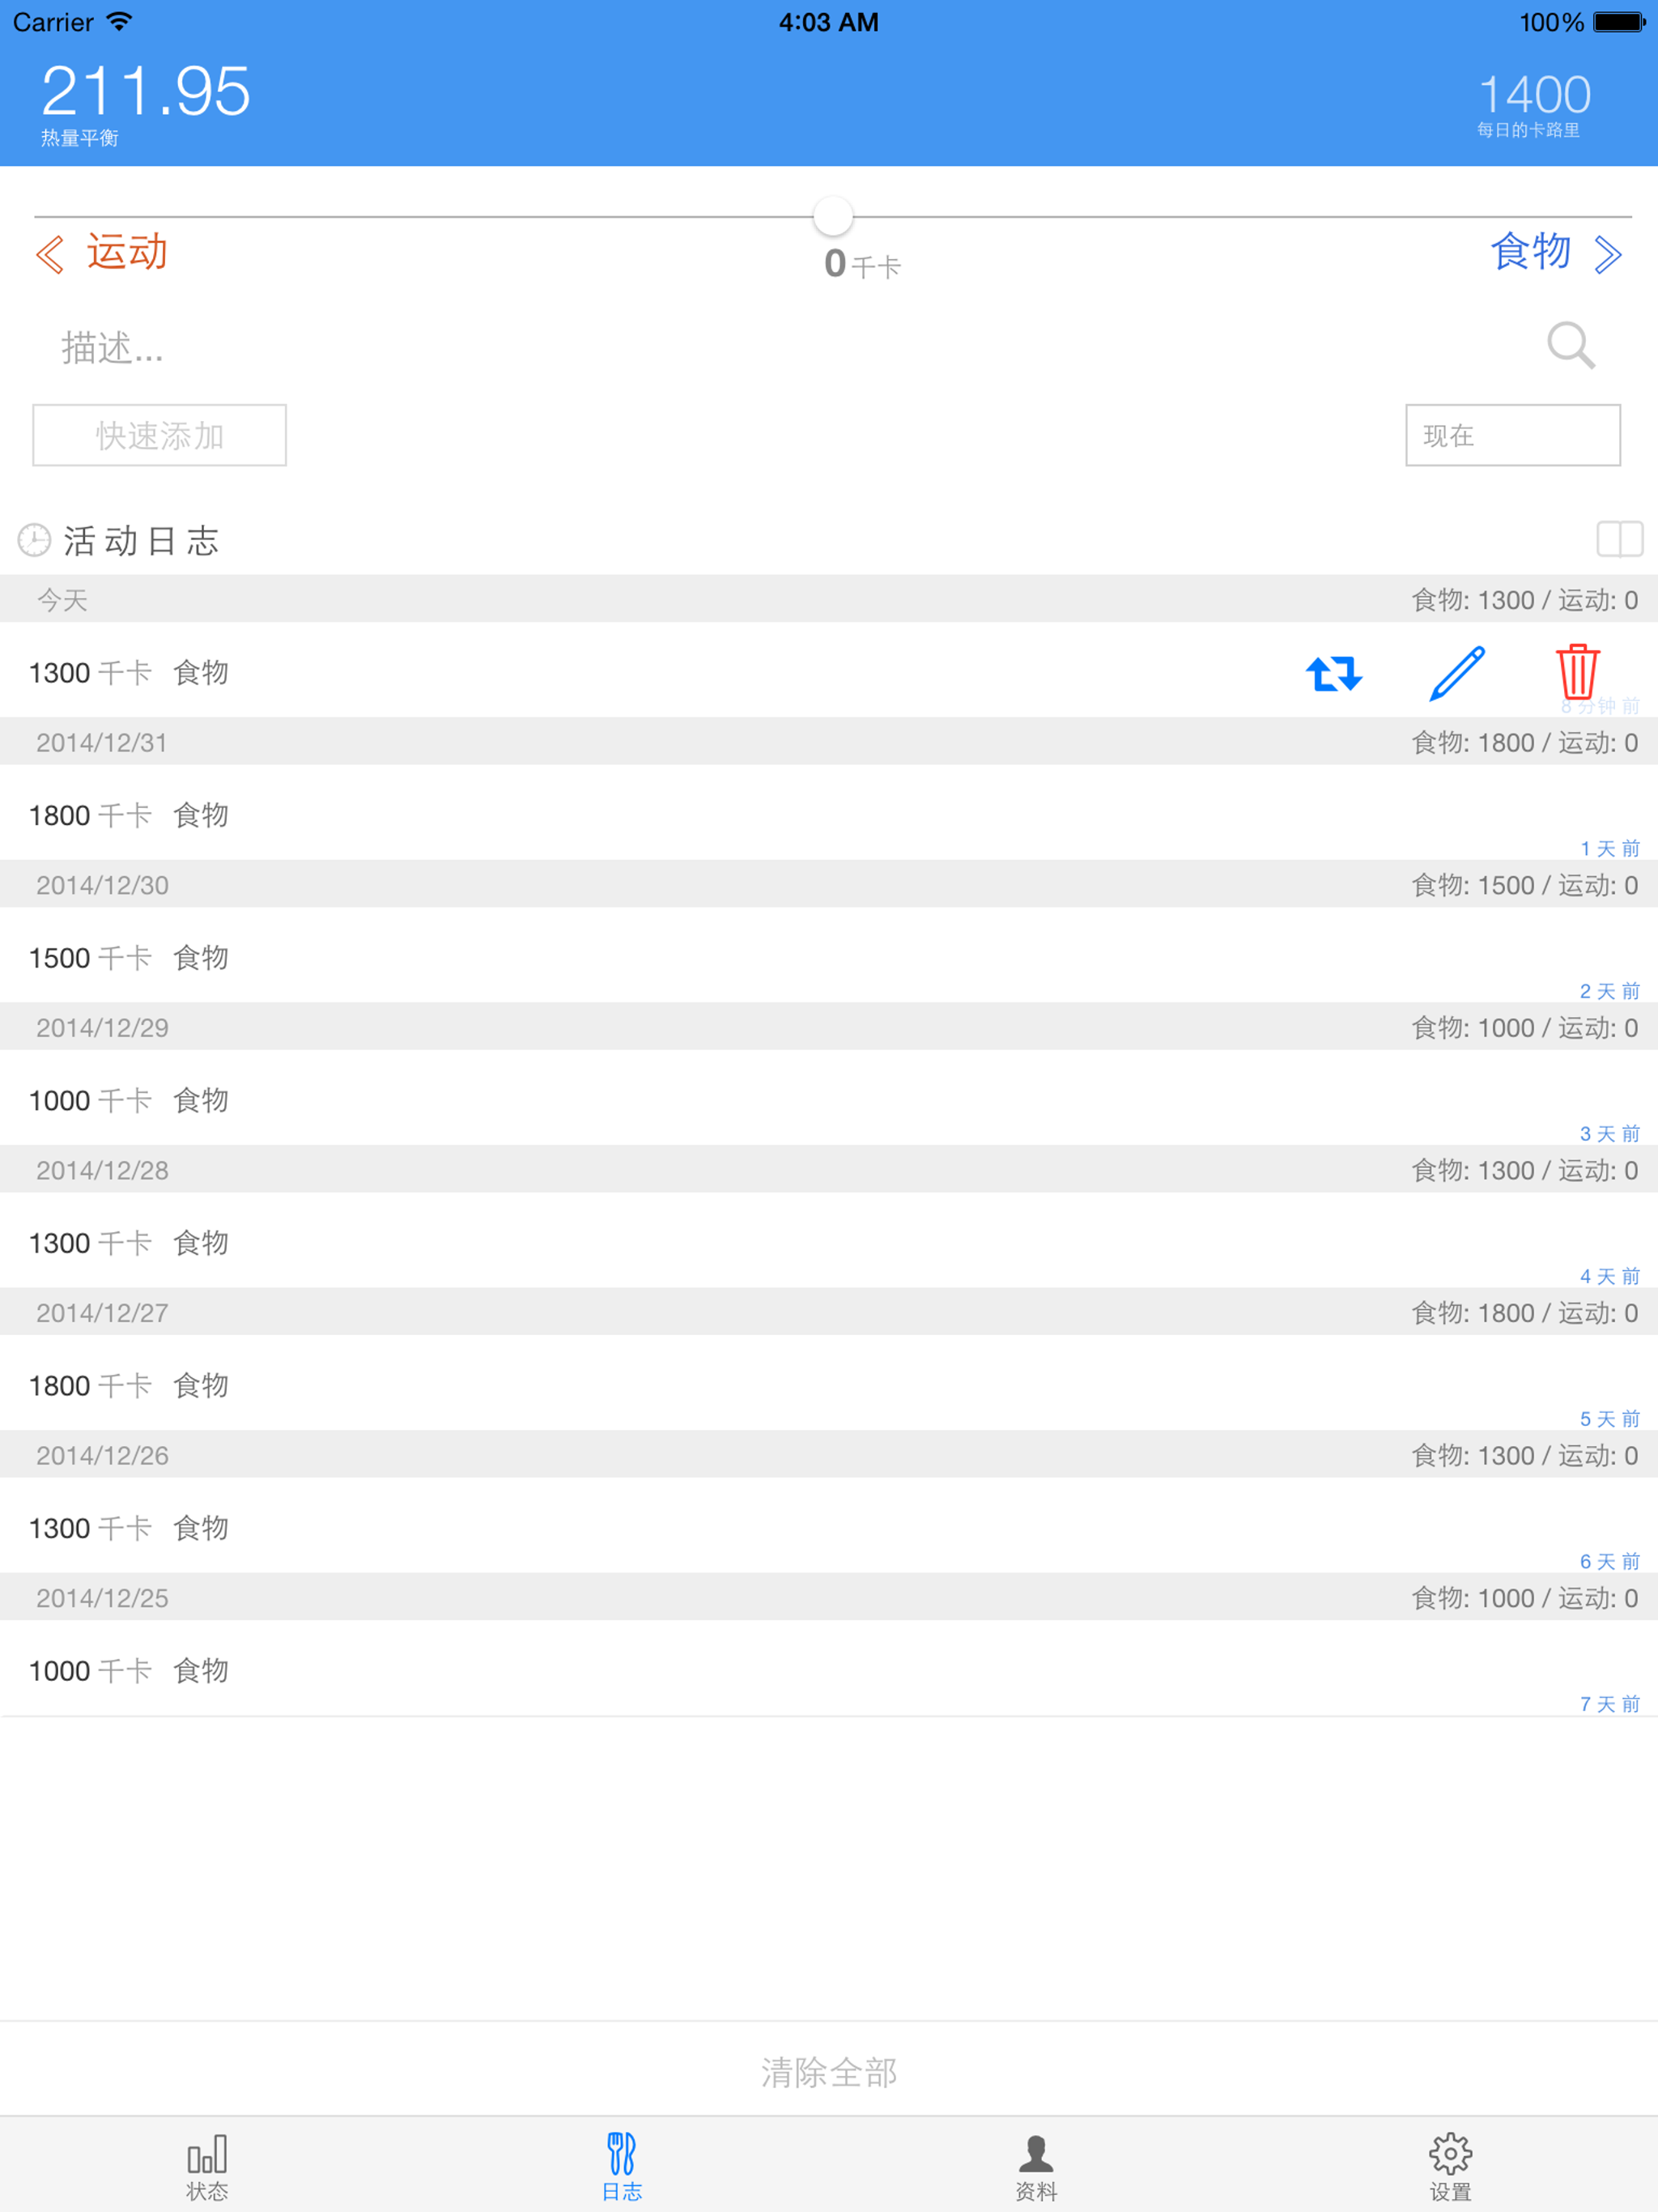 Carrier 4:03 AM 100%
211.95 1400
热量平衡 每日的卡路里
运动 0千卡 食物
描述...
快速添加 现在
活动日志
今天 食物: 1300 / 运动: 0
1300 千卡 食物
8 分钟 前
2014/12/31 食物: 1800 / 运动: 0
1800 千卡 食物
1 天 前
2014/12/30 食物: 1500 / 运动: 0
1500 千卡 食物
2 天 前
2014/12/29 食物: 1000 / 运动: 0
1000 千卡 食物
3 天 前
2014/12/28 食物: 1300 / 运动: 0
1300 千卡 食物
4 天 前
2014/12/27 食物: 1800 / 运动: 0
1800 千卡 食物
5 天 前
2014/12/26 食物: 1300 / 运动: 0
1300 千卡 食物
6 天 前
2014/12/25 食物: 1000 / 运动: 0
1000 千卡 食物
7 天 前
清除全部
状态 日志 资料 设置